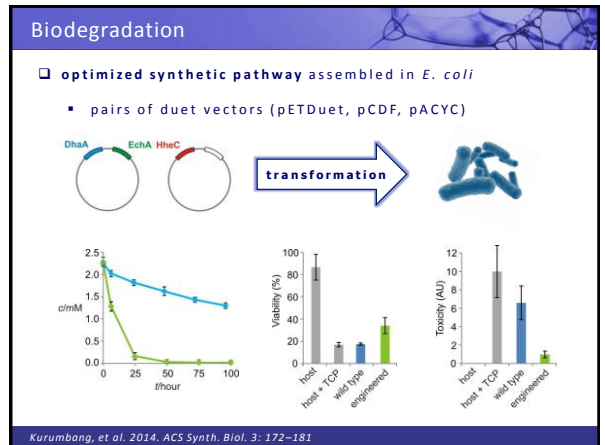 Biodegradation
❑ optimized synthetic pathway assembled in E. coli
▪ pairs of duet vectors (pETDuet, pCDF, pACYC)
DhaA EchA HheC
transformation
2.5
2.0
1.5
1.0
0.5
0.0
c/mM
0 25 50 75 100
t/hour
100
80
60
40
20
0
Viability (%)
host
host + TCP
wild type
engineered
12
10
8
6
4
2
0
Toxicity (AU)
host
host + TCP
wild type
engineered
Kurumbang, et al. 2014. ACS Synth. Biol. 3: 172–181